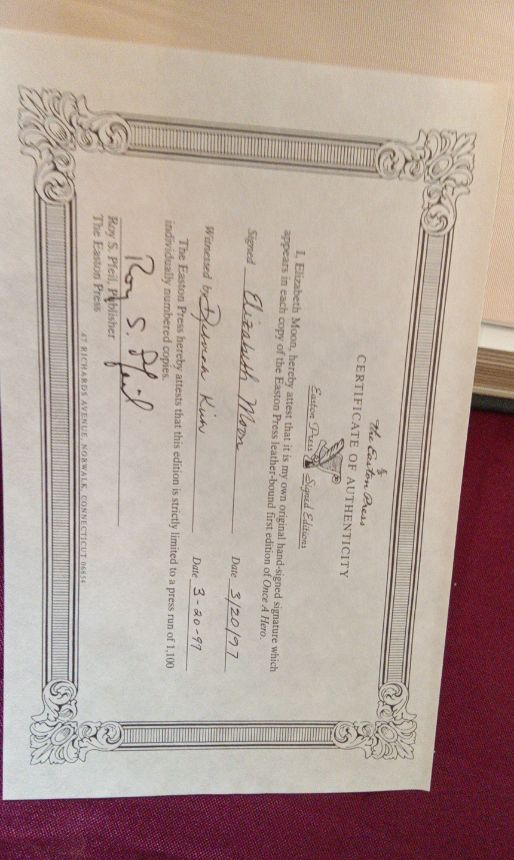 The Easton Press
CERTIFICATE OF AUTHENTICITY
Easton Press Signed Editions
I, Elizabeth Moon, hereby attest that it is my own original hand-signed signature which
appears in each copy of the Easton Press leather-bound first edition of Once A Hero.
Signed Elizabeth Moon Date 3/20/97
Witnessed by Date 3-20-97
The Easton Press hereby attests that this edition is strictly limited to a press run of 1,100
individually numbered copies.
Roy S. Pfeil
Roy S. Pfeil Publisher
The Easton Press
47 RICHARDS AVENUE, NORWALK, CONNECTICUT 06854